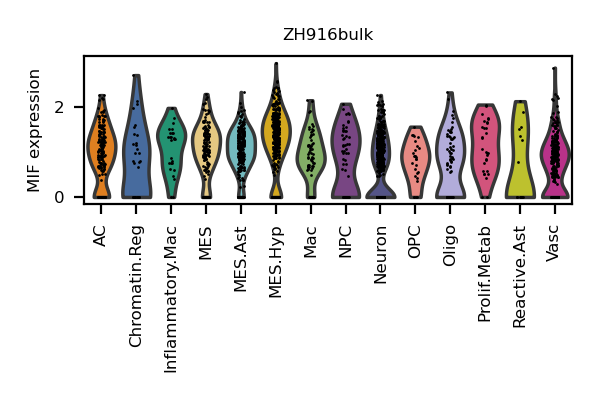 ZH916bulk
MIF expression
2
0
AC
Chromatin.Reg
Inflammatory.Mac
MES
MES.Ast
MES.Hyp
Mac
NPC
Neuron
OPC
Oligo
Prolif.Metab
Reactive.Ast
Vasc